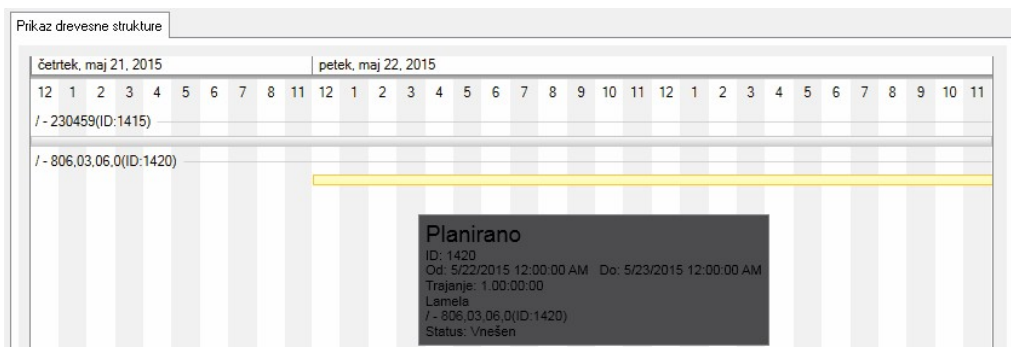 Prikaz drevesne strukture
četrtek, maj 21, 2015 petek, maj 22, 2015
12 1 2 3 4 5 6 7 8 11 12 1 2 3 4 5 6 7 8 9 10 11 12 1 2 3 4 5 6 7 8 9 10 11
/ - 230459(ID:1415)
/ - 806,03,06,0(ID:1420)
Planirano
ID: 1420
Od: 5/22/2015 12:00:00 AM Do: 5/23/2015 12:00:00 AM
Trajanje: 1.00:00:00
Lamela
/ - 806,03,06,0(ID:1420)
Status: Vnešen